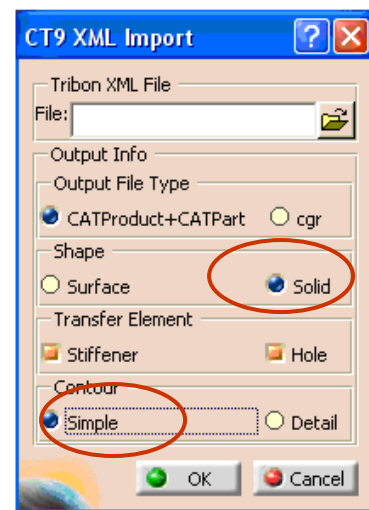 CT9 XML Import
Tribon XML File
File:
Output Info
Output File Type
CATProduct+CATPart cgr
Shape
Surface Solid
Transfer Element
Stiffener Hole
Contour
Simple Detail
OK Cancel